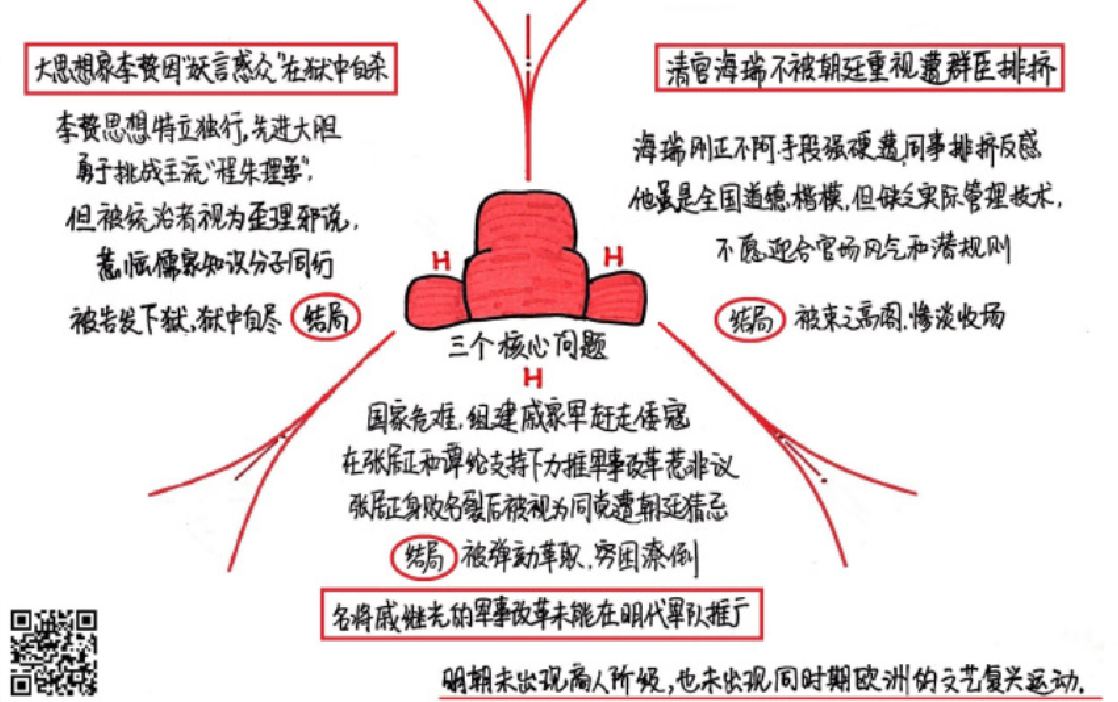 大思想家李贽因“妖言惑众”在狱中自杀
李贽思想特立独行,先进大胆
勇于挑战主流“程朱理学”,
但被统治者视为歪理邪说,
惹恼儒家知识分子同行
被告发下狱,狱中自尽 结局
清官海瑞不被朝廷重视遭群臣排挤
海瑞刚正不阿手段强硬遭同事排挤反感
他虽是全国道德楷模,但缺乏实际管理技术,
不愿迎合官场风气和潜规则
结局 被束之高阁,惨淡收场
H
H
三个核心问题
H
国家危难,组建戚家军赶走倭寇
在张居正和谭纶支持下力推军事改革惹非议
张居正身败名裂后被视为同党遭朝廷猜忌
结局 被弹劾革职,穷困潦倒
名将戚继光的军事改革未能在明代军队推广
明朝未出现商人阶级,也未出现同时期欧洲的文艺复兴运动.